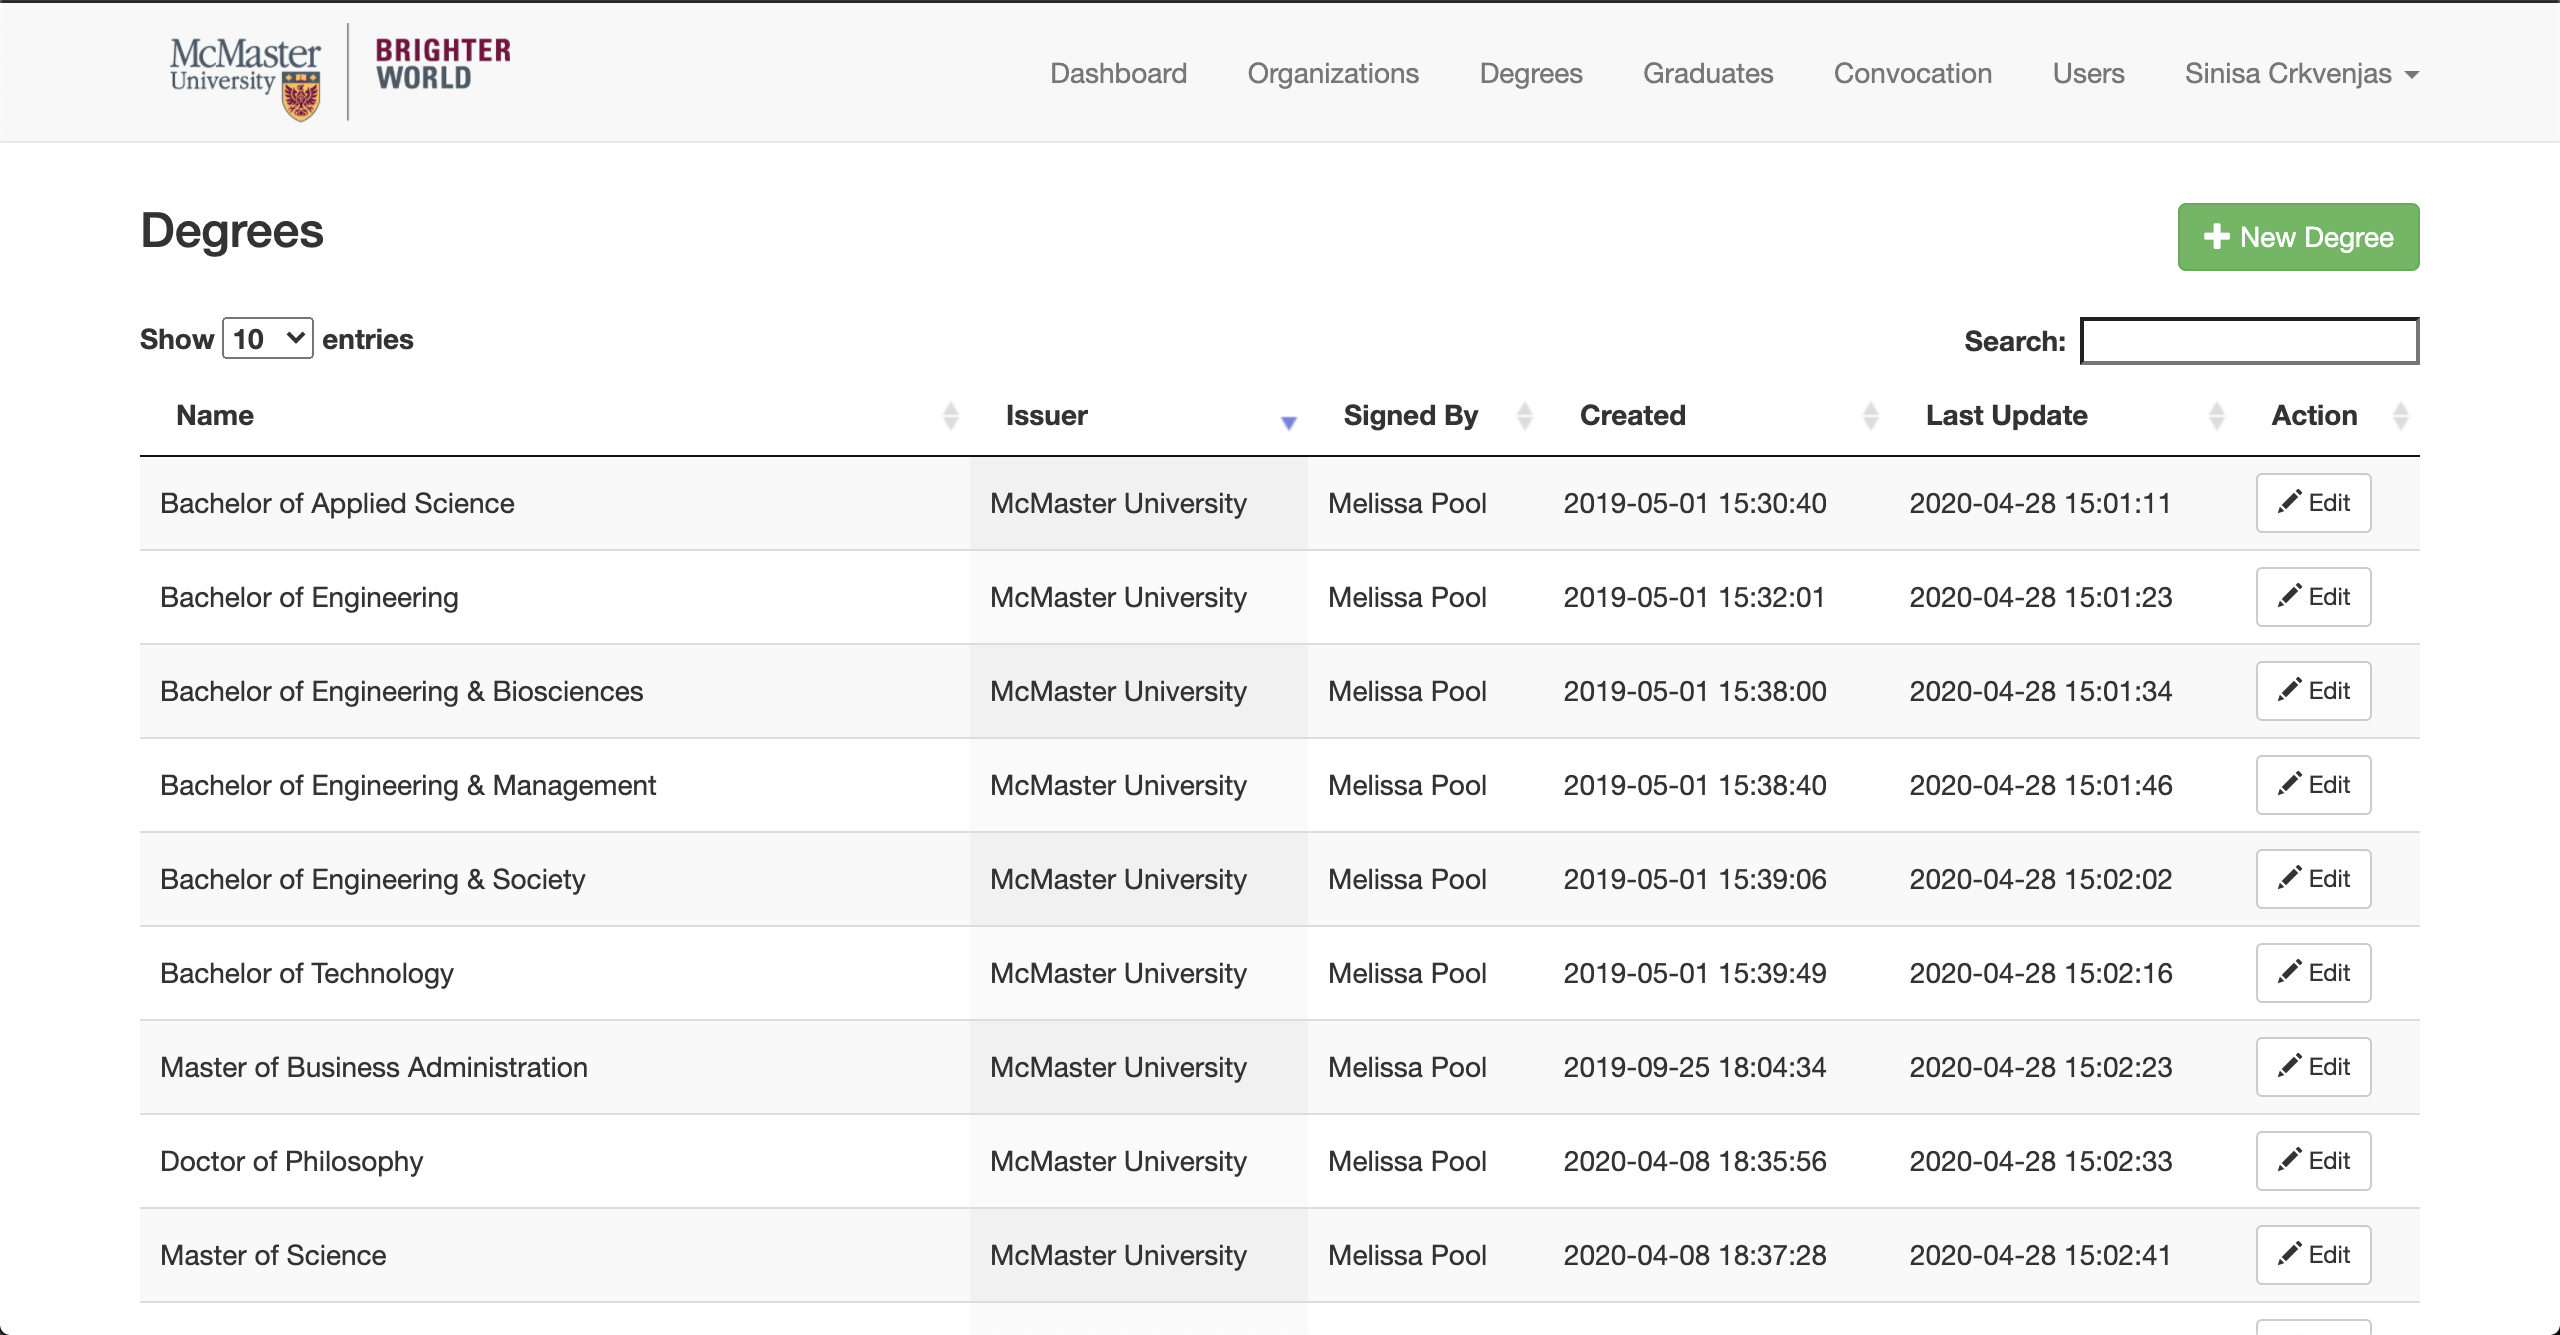 McMaster University BRIGHTER WORLD
Dashboard Organizations Degrees Graduates Convocation Users Sinisa Crkvenjas
Degrees
New Degree
Show 10 entries Search:
Name Issuer Signed By Created Last Update Action
Bachelor of Applied Science McMaster University Melissa Pool 2019-05-01 15:30:40 2020-04-28 15:01:11 Edit
Bachelor of Engineering McMaster University Melissa Pool 2019-05-01 15:32:01 2020-04-28 15:01:23 Edit
Bachelor of Engineering & Biosciences McMaster University Melissa Pool 2019-05-01 15:38:00 2020-04-28 15:01:34 Edit
Bachelor of Engineering & Management McMaster University Melissa Pool 2019-05-01 15:38:40 2020-04-28 15:01:46 Edit
Bachelor of Engineering & Society McMaster University Melissa Pool 2019-05-01 15:39:06 2020-04-28 15:02:02 Edit
Bachelor of Technology McMaster University Melissa Pool 2019-05-01 15:39:49 2020-04-28 15:02:16 Edit
Master of Business Administration McMaster University Melissa Pool 2019-09-25 18:04:34 2020-04-28 15:02:23 Edit
Doctor of Philosophy McMaster University Melissa Pool 2020-04-08 18:35:56 2020-04-28 15:02:33 Edit
Master of Science McMaster University Melissa Pool 2020-04-08 18:37:28 2020-04-28 15:02:41 Edit